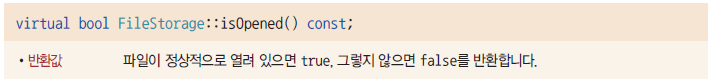 virtual bool FileStorage::isOpened() const;
• 반환값 파일이 정상적으로 열려 있으면 true, 그렇지 않으면 false를 반환합니다.